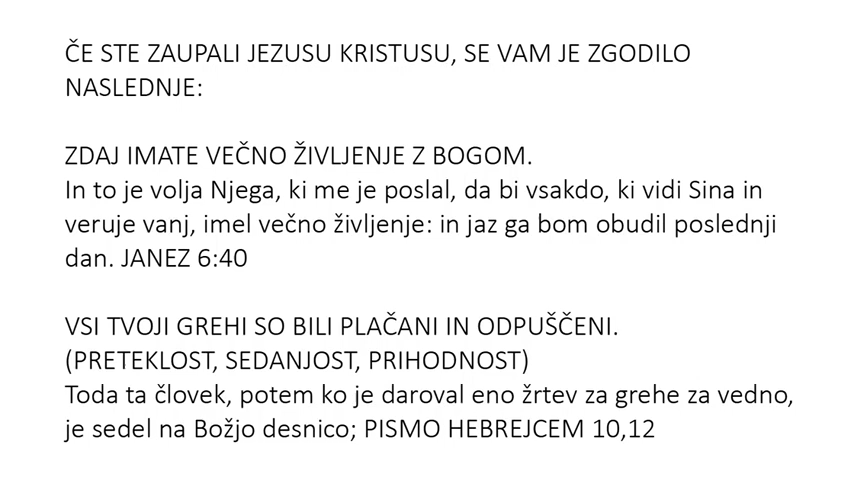 ČE STE ZAUPALI JEZUSU KRISTUSU, SE VAM JE ZGODILO
NASLEDNJE:
ZDAJ IMATE VEČNO ŽIVLJENJE Z BOGOM.
In to je volja Njega, ki me je poslal, da bi vsakdo, ki vidi Sina in
veruje vanj, imel večno življenje: in jaz ga bom obudil poslednji
dan. JANEZ 6:40
VSI TVOJI GREHI SO BILI PLAČANI IN ODPUŠČENI.
(PRETEKLOST, SEDANJOST, PRIHODNOST)
Toda ta človek, potem ko je daroval eno žrtev za grehe za vedno,
je sedel na Božjo desnico; PISMO HEBREJCEM 10,12